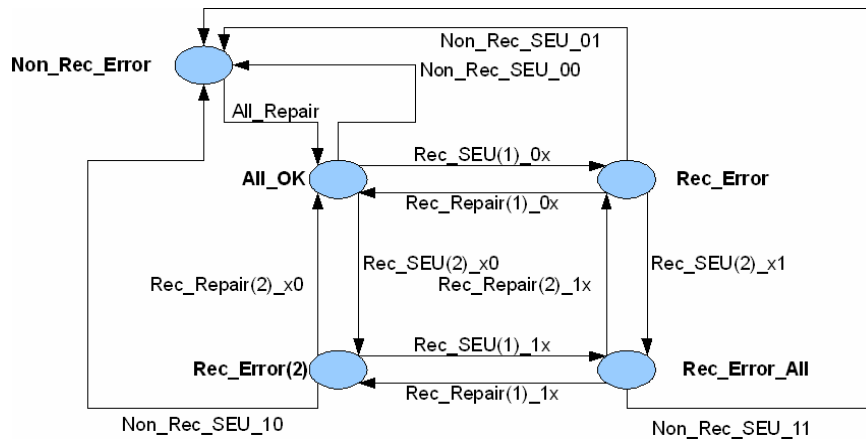 Non_Rec_SEU_01
Non_Rec_Error
Non_Rec_SEU_00
All_Repair
Rec_SEU(1)_0x
All_OK
Rec_Error
Rec_Repair(1)_0x
Rec_SEU(2)_x0
Rec_SEU(2)_x1
Rec_Repair(2)_x0
Rec_Repair(2)_1x
Rec_SEU(1)_1x
Rec_Error(2)
Rec_Error_All
Rec_Repair(1)_1x
Non_Rec_SEU_10
Non_Rec_SEU_11